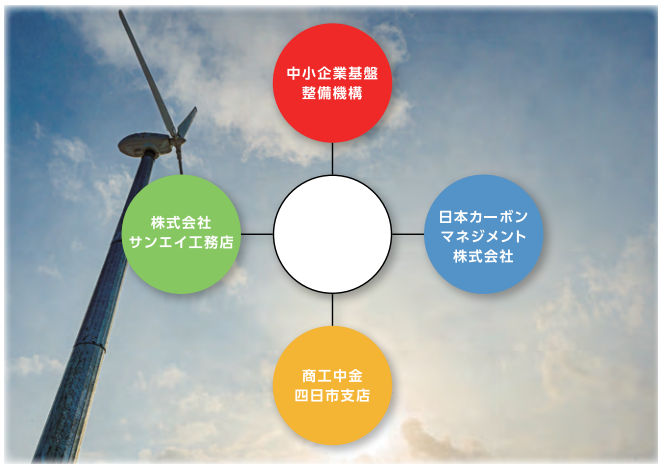 中小企業基盤
整備機構
株式会社
サンエイ工務店
日本カーボン
マネジメント
株式会社
商工中金
四日市支店